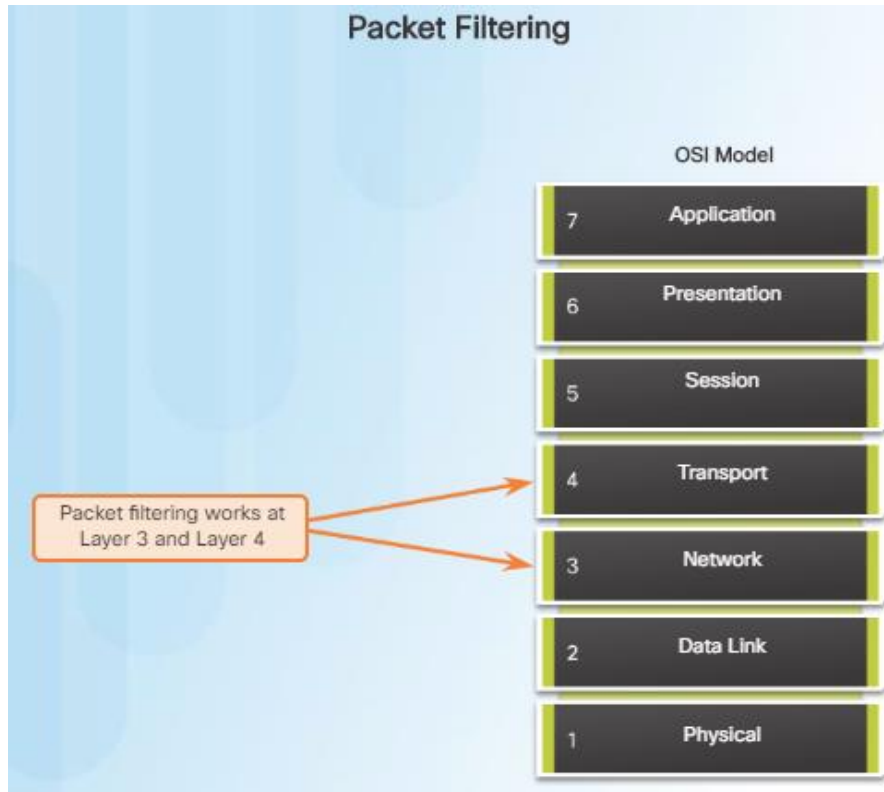 Packet Filtering
OSI Model
7 Application
6 Presentation
5 Session
4 Transport
Packet filtering works at
Layer 3 and Layer 4
3 Network
2 Data Link
1 Physical